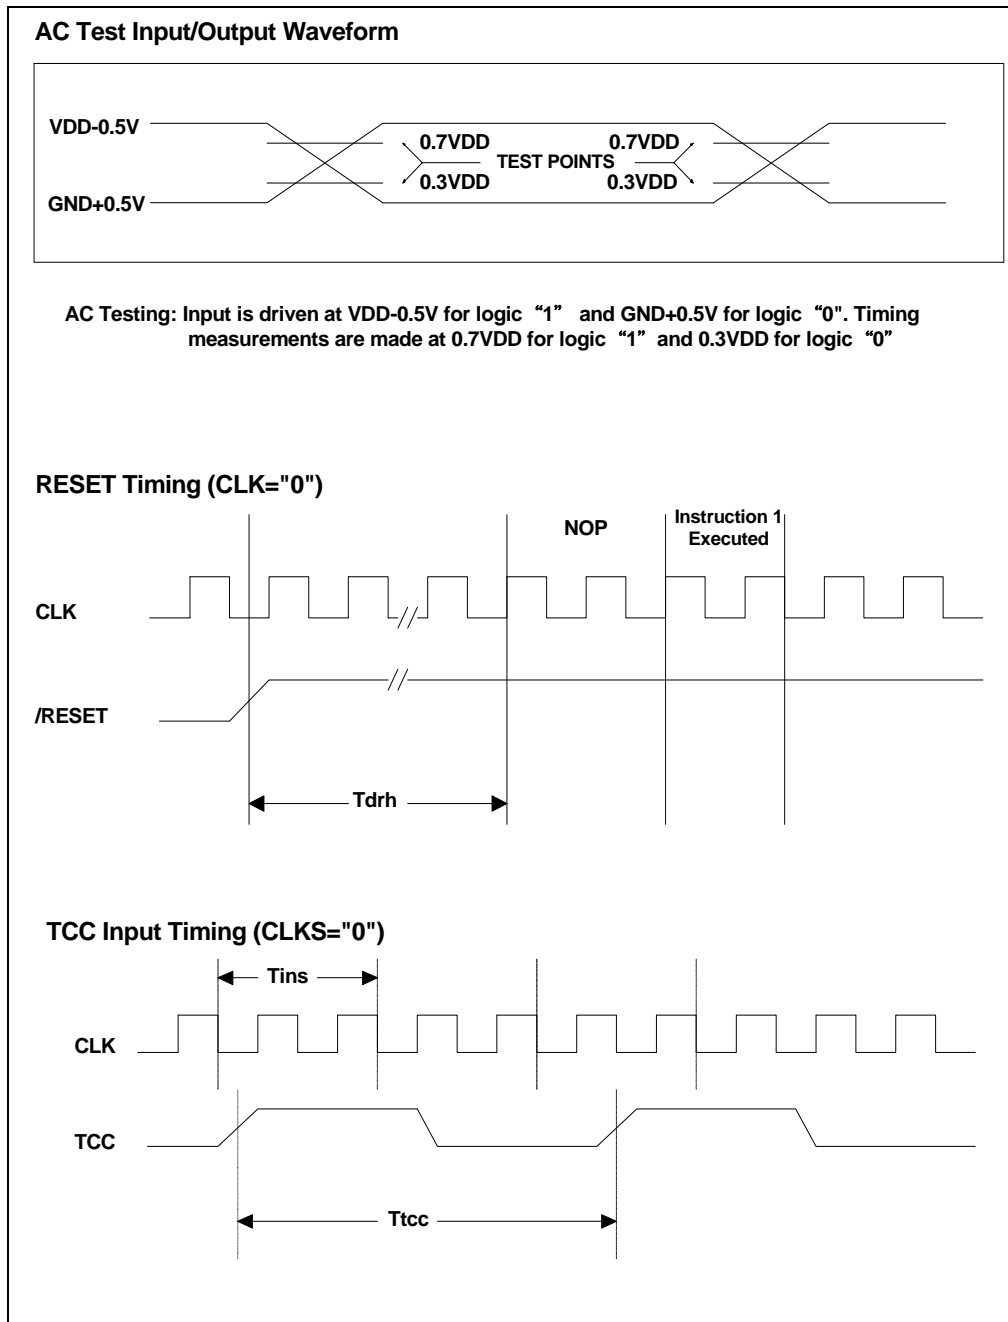 AC Test Input/Output Waveform
VDD-0.5V
GND+0.5V
0.7VDD
0.3VDD
TEST POINTS
0.7VDD
0.3VDD
AC Testing: Input is driven at VDD-0.5V for logic “1” and GND+0.5V for logic “0". Timing
measurements are made at 0.7VDD for logic “1” and 0.3VDD for logic “0”
RESET Timing (CLK="0")
NOP
Instruction 1
Executed
CLK
/RESET
Tdrh
TCC Input Timing (CLKS="0")
Tins
CLK
TCC
Ttcc